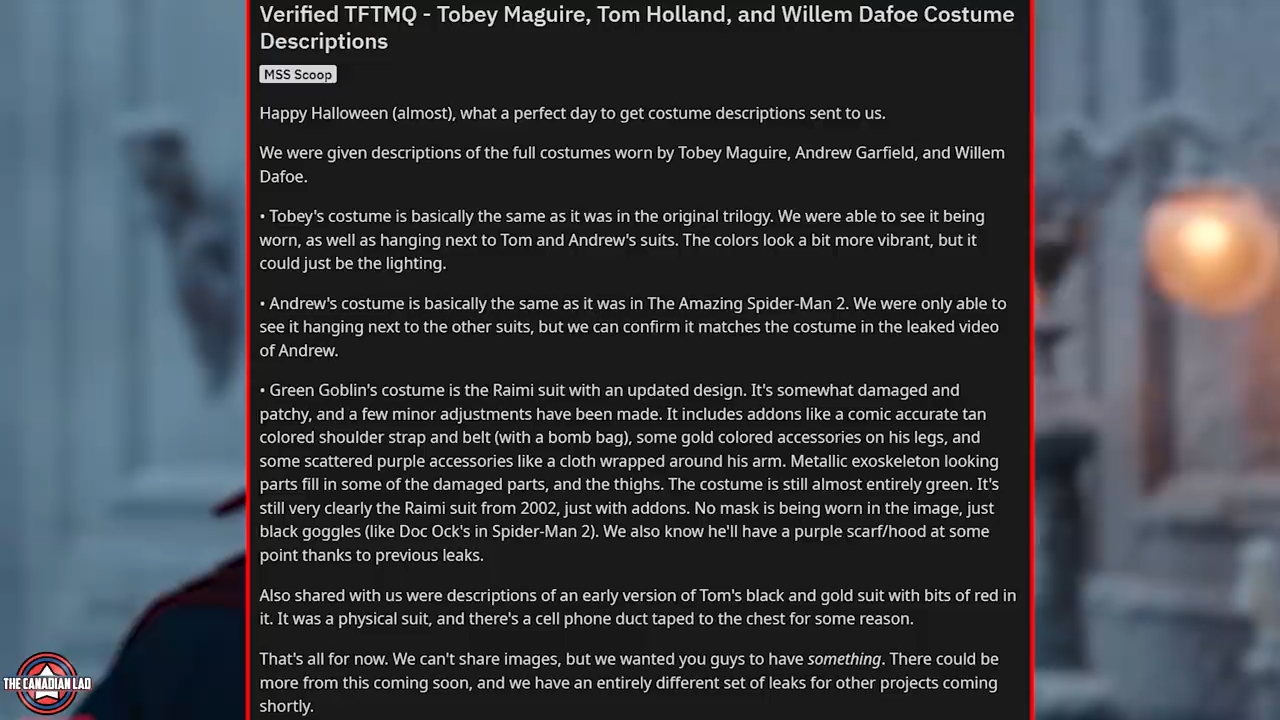 Verified TFTMQ - Tobey Maguire, Tom Holland, and Willem Dafoe Costume
Descriptions
MSS Scoop
Happy Halloween (almost), what a perfect day to get costume descriptions sent to us.
We were given descriptions of the full costumes worn by Tobey Maguire, Andrew Garfield, and Willem
Dafoe.
• Tobey's costume is basically the same as it was in the original trilogy. We were able to see it being
worn, as well as hanging next to Tom and Andrew's suits. The colors look a bit more vibrant, but it
could just be the lighting.
• Andrew's costume is basically the same as it was in The Amazing Spider-Man 2. We were only able to
see it hanging next to the other suits, but we can confirm it matches the costume in the leaked video
of Andrew.
• Green Goblin's costume is the Raimi suit with an updated design. It's somewhat damaged and
patchy, and a few minor adjustments have been made. It includes addons like a comic accurate tan
colored shoulder strap and belt (with a bomb bag), some gold colored accessories on his legs, and
some scattered purple accessories like a cloth wrapped around his arm. Metallic exoskeleton looking
parts fill in some of the damaged parts, and the thighs. The costume is still almost entirely green. It's
still very clearly the Raimi suit from 2002, just with addons. No mask is being worn in the image, just
black goggles (like Doc Ock's in Spider-Man 2). We also know he'll have a purple scarf/hood at some
point thanks to previous leaks.
Also shared with us were descriptions of an early version of Tom's black and gold suit with bits of red in
it. It was a physical suit, and there's a cell phone duct taped to the chest for some reason.
That's all for now. We can't share images, but we wanted you guys to have something. There could be
more from this coming soon, and we have an entirely different set of leaks for other projects coming
shortly.
THE CANADIAN LAD